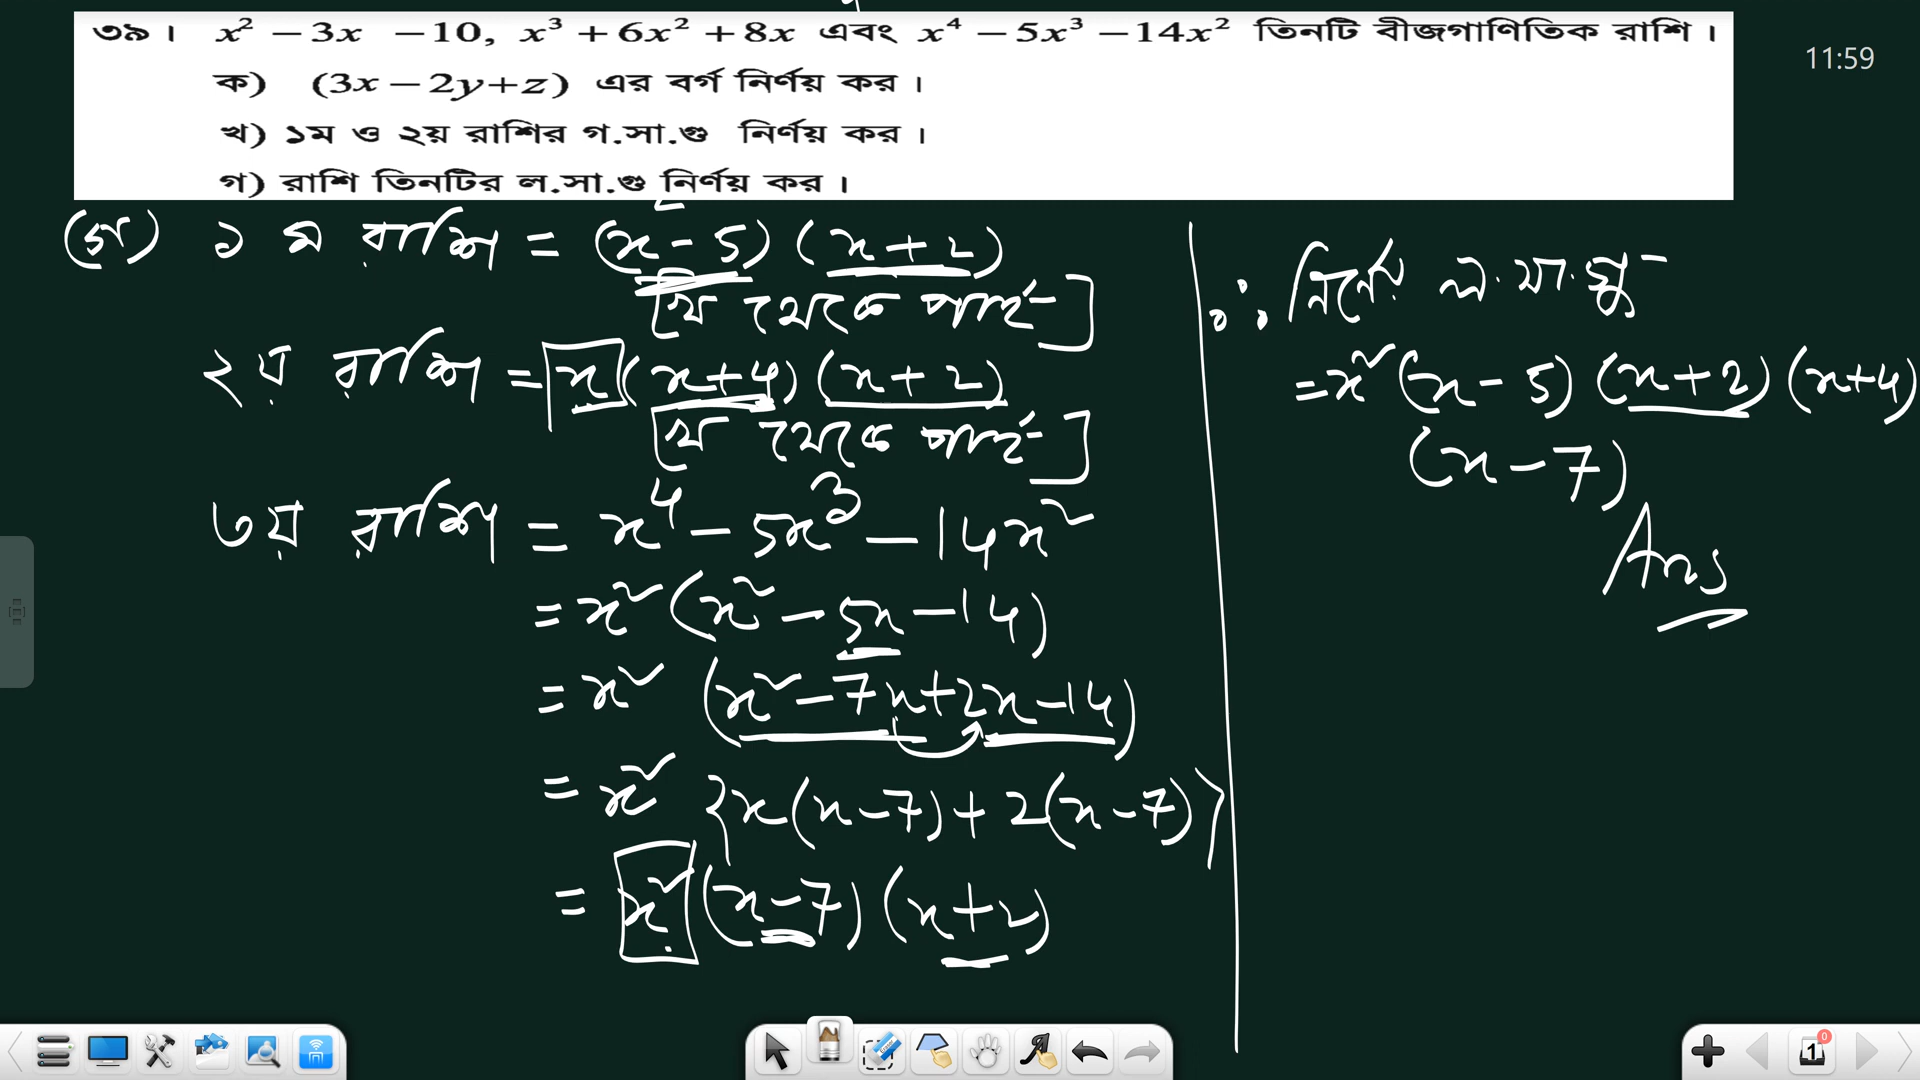 ৩৯। x² − 3x − 10, x³ + 6x² + 8x এবং x⁴ − 5x³ − 14x² তিনটি বীজগাণিতিক রাশি।
ক) (3x − 2y + z) এর বর্গ নির্ণয় কর।
খ) ১ম ও ২য় রাশির গ.সা.গু নির্ণয় কর।
গ) রাশি তিনটির ল.সা.গু নির্ণয় কর।
11:59
(গ) ১ম রাশি = (x − 5) (x + 2)
[খ থেকে পাই]
২য় রাশি = x (x + 4) (x + 2)
[খ থেকে পাই]
৩য় রাশি = x⁴ − 5x³ − 14x²
= x² (x² − 5x − 14)
= x² (x² − 7x + 2x − 14)
= x² {x(x − 7) + 2(x − 7)}
= x² (x − 7) (x + 2)
∴ নির্ণেয় ল.সা.গু
= x² (x − 5) (x + 2) (x + 4)
(x − 7)
Ans
1
0